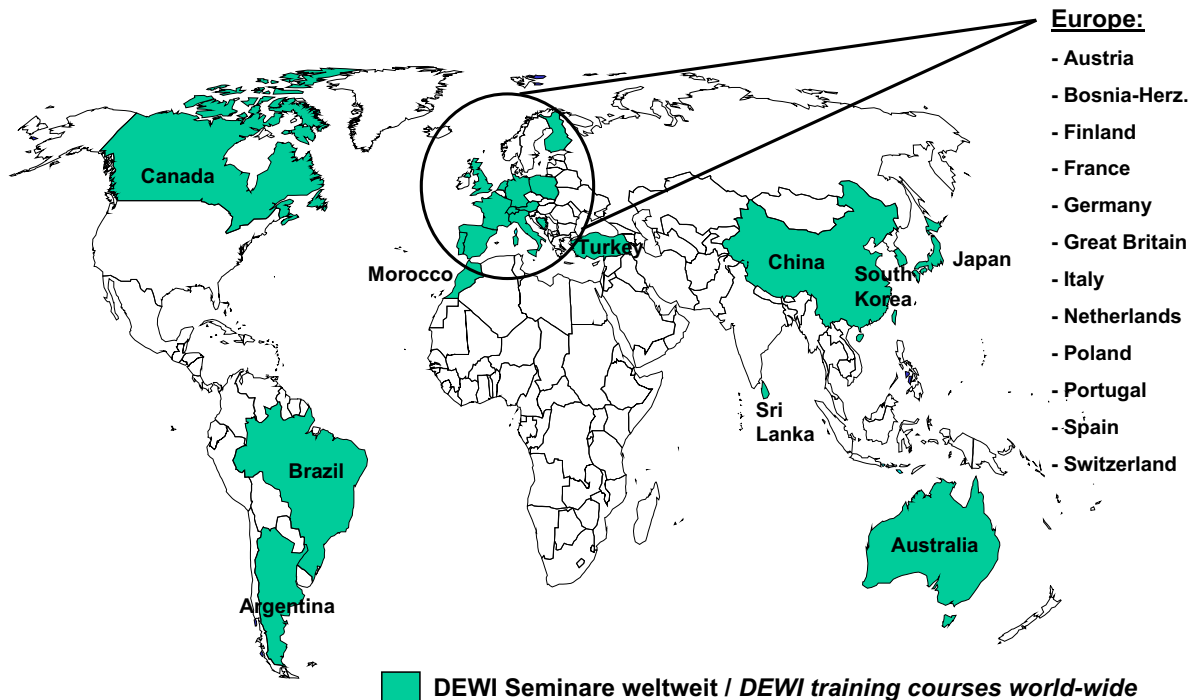 Europe:
- Austria
- Bosnia-Herz.
- Finland
- France
- Germany
- Great Britain
- Italy
- Netherlands
- Poland
- Portugal
- Spain
- Switzerland
Canada
Turkey
Morocco
China
South
Korea
Japan
Sri
Lanka
Brazil
Australia
Argentina
DEWI Seminare weltweit / DEWI training courses world-wide